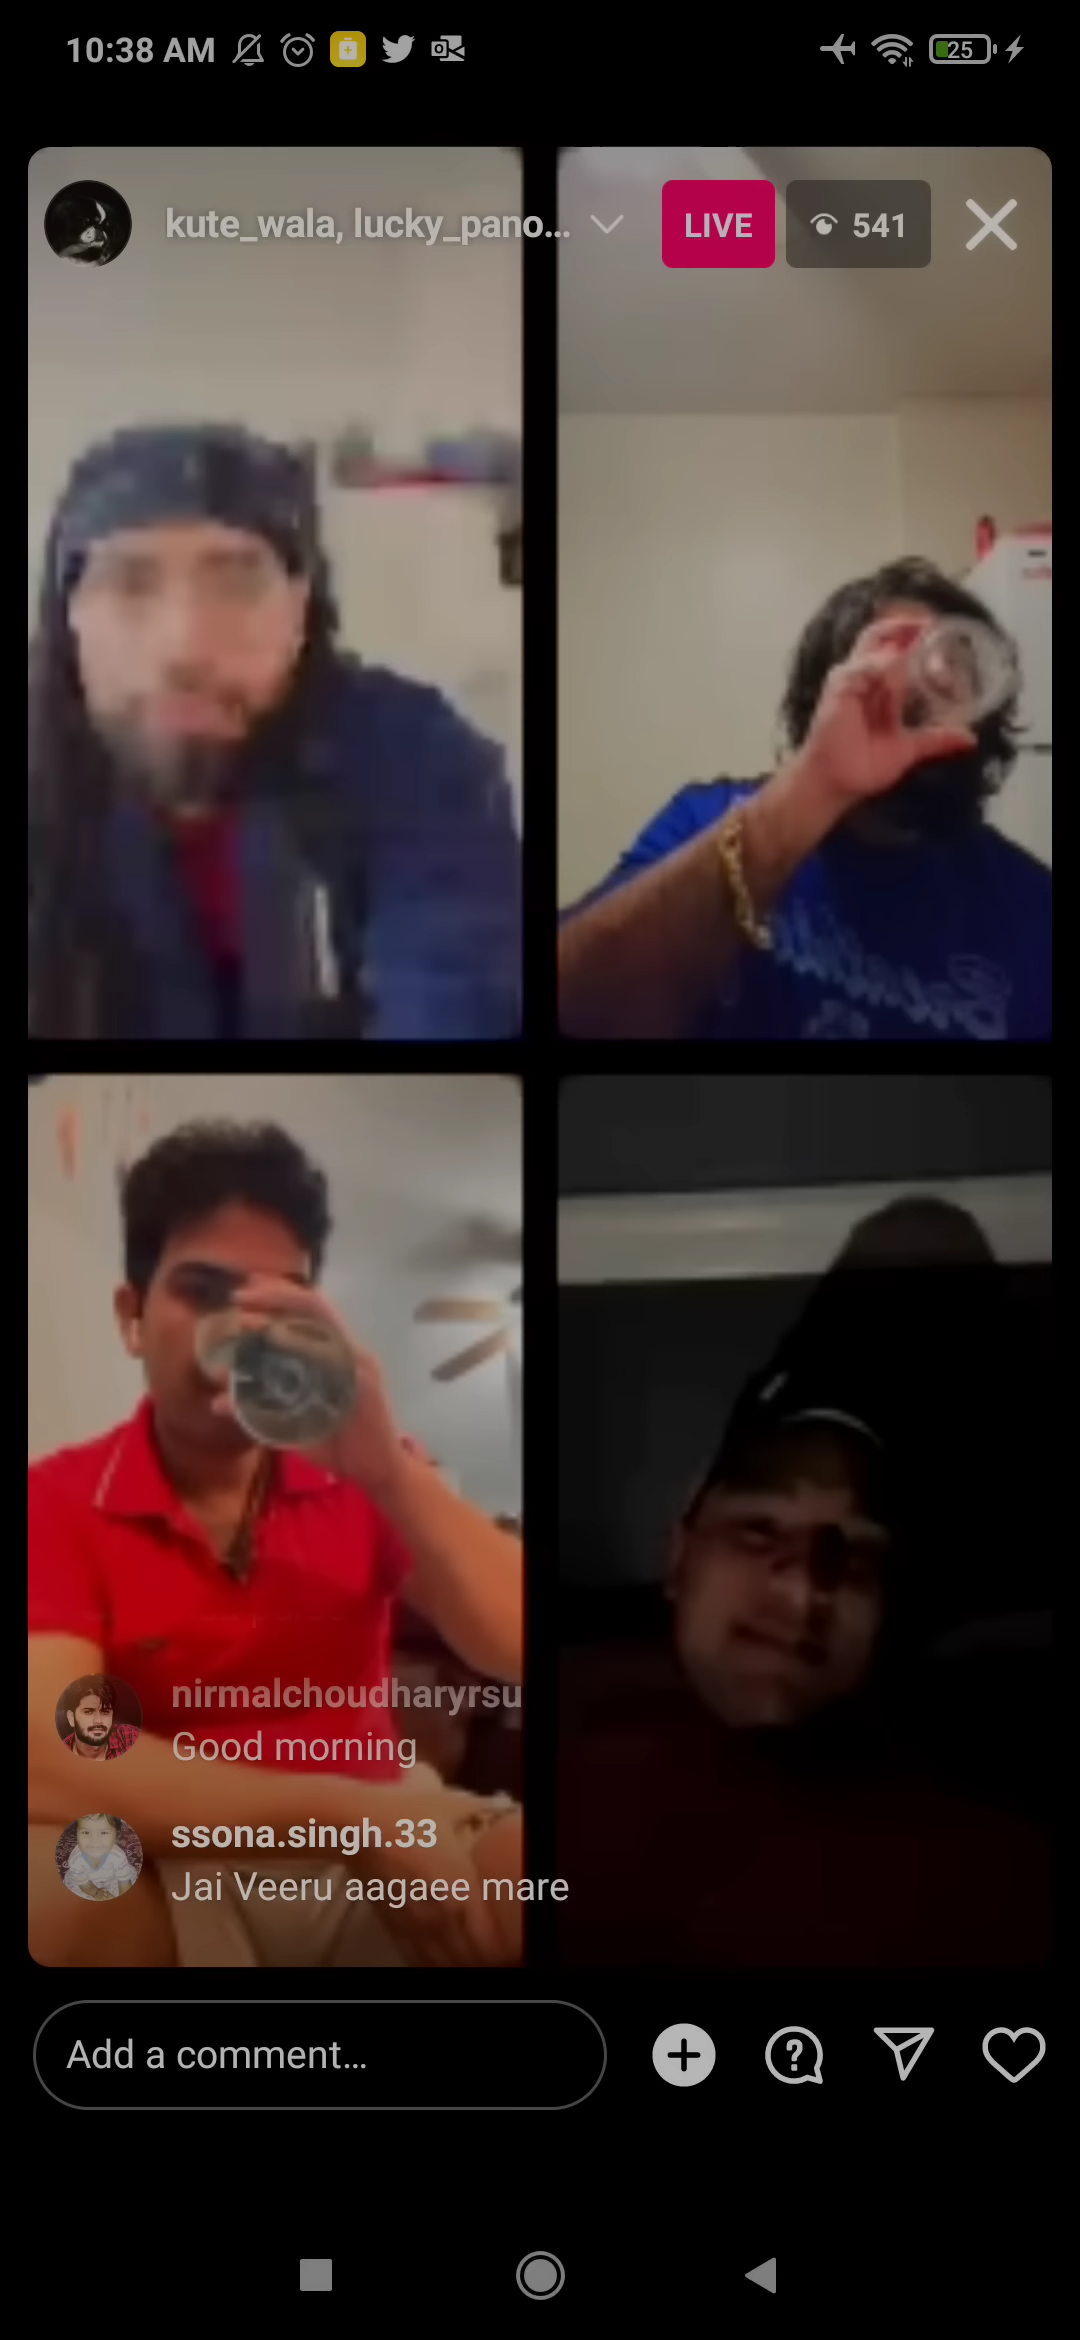 10:38 AM
25
kute_wala, lucky_pano...
LIVE
541
nirmalchoudharyrsu
Good morning
ssona.singh.33
Jai Veeru aagaee mare
Add a comment...